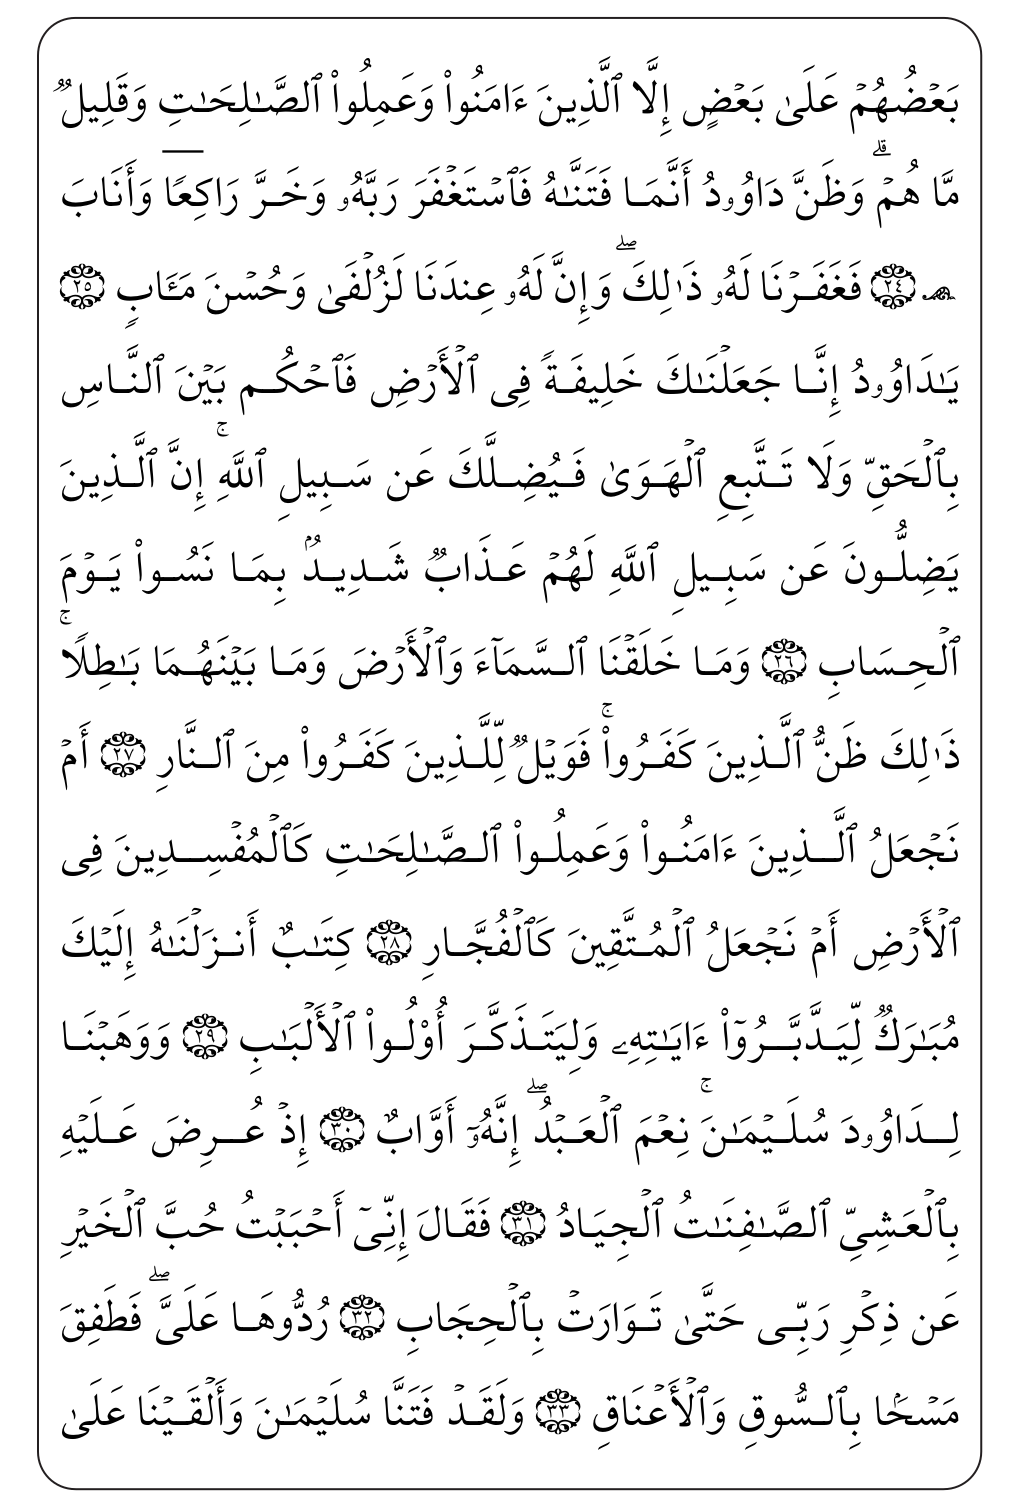 بَعۡضُهُمۡ عَلَىٰ بَعۡضٍ إِلَّا ٱلَّذِينَ ءَامَنُواْ وَعَمِلُواْ ٱلصَّـٰلِحَـٰتِ وَقَلِيلٌ
مَّا هُمۡۗ وَظَنَّ دَاوُۥدُ أَنَّمَا فَتَنَّـٰهُ فَٱسۡتَغۡفَرَ رَبَّهُۥ وَخَرَّ رَاكِعًا وَأَنَابَ
۩ ﴿٢٤﴾ فَغَفَرۡنَا لَهُۥ ذَٰلِكَۖ وَإِنَّ لَهُۥ عِندَنَا لَزُلۡفَىٰ وَحُسۡنَ مَـَٔابٍ ﴿٢٥﴾
يَـٰدَاوُۥدُ إِنَّا جَعَلۡنَـٰكَ خَلِيفَةً فِى ٱلۡأَرۡضِ فَٱحۡكُم بَيۡنَ ٱلنَّاسِ
بِٱلۡحَقِّ وَلَا تَتَّبِعِ ٱلۡهَوَىٰ فَيُضِلَّكَ عَن سَبِيلِ ٱللَّهِۚ إِنَّ ٱلَّذِينَ
يَضِلُّونَ عَن سَبِيلِ ٱللَّهِ لَهُمۡ عَذَابٌ شَدِيدُۢ بِمَا نَسُواْ يَوۡمَ
ٱلۡحِسَابِ ﴿٢٦﴾ وَمَا خَلَقۡنَا ٱلسَّمَآءَ وَٱلۡأَرۡضَ وَمَا بَيۡنَهُمَا بَـٰطِلًاۚ
ذَٰلِكَ ظَنُّ ٱلَّذِينَ كَفَرُواْۚ فَوَيۡلٌ لِّلَّذِينَ كَفَرُواْ مِنَ ٱلنَّارِ ﴿٢٧﴾ أَمۡ
نَجۡعَلُ ٱلَّذِينَ ءَامَنُواْ وَعَمِلُواْ ٱلصَّـٰلِحَـٰتِ كَٱلۡمُفۡسِدِينَ فِى
ٱلۡأَرۡضِ أَمۡ نَجۡعَلُ ٱلۡمُتَّقِينَ كَٱلۡفُجَّارِ ﴿٢٨﴾ كِتَـٰبٌ أَنزَلۡنَـٰهُ إِلَيۡكَ
مُبَـٰرَكٌ لِّيَدَّبَّرُوٓاْ ءَايَـٰتِهِۦ وَلِيَتَذَكَّرَ أُوْلُواْ ٱلۡأَلۡبَـٰبِ ﴿٢٩﴾ وَوَهَبۡنَا
لِدَاوُۥدَ سُلَيۡمَـٰنَۚ نِعۡمَ ٱلۡعَبۡدُۖ إِنَّهُۥٓ أَوَّابٌ ﴿٣٠﴾ إِذۡ عُرِضَ عَلَيۡهِ
بِٱلۡعَشِىِّ ٱلصَّـٰفِنَـٰتُ ٱلۡجِيَادُ ﴿٣١﴾ فَقَالَ إِنِّىٓ أَحۡبَبۡتُ حُبَّ ٱلۡخَيۡرِ
عَن ذِكۡرِ رَبِّى حَتَّىٰ تَوَارَتۡ بِٱلۡحِجَابِ ﴿٣٢﴾ رُدُّوهَا عَلَىَّۖ فَطَفِقَ
مَسۡحَۢا بِٱلسُّوقِ وَٱلۡأَعۡنَاقِ ﴿٣٣﴾ وَلَقَدۡ فَتَنَّا سُلَيۡمَـٰنَ وَأَلۡقَيۡنَا عَلَىٰ